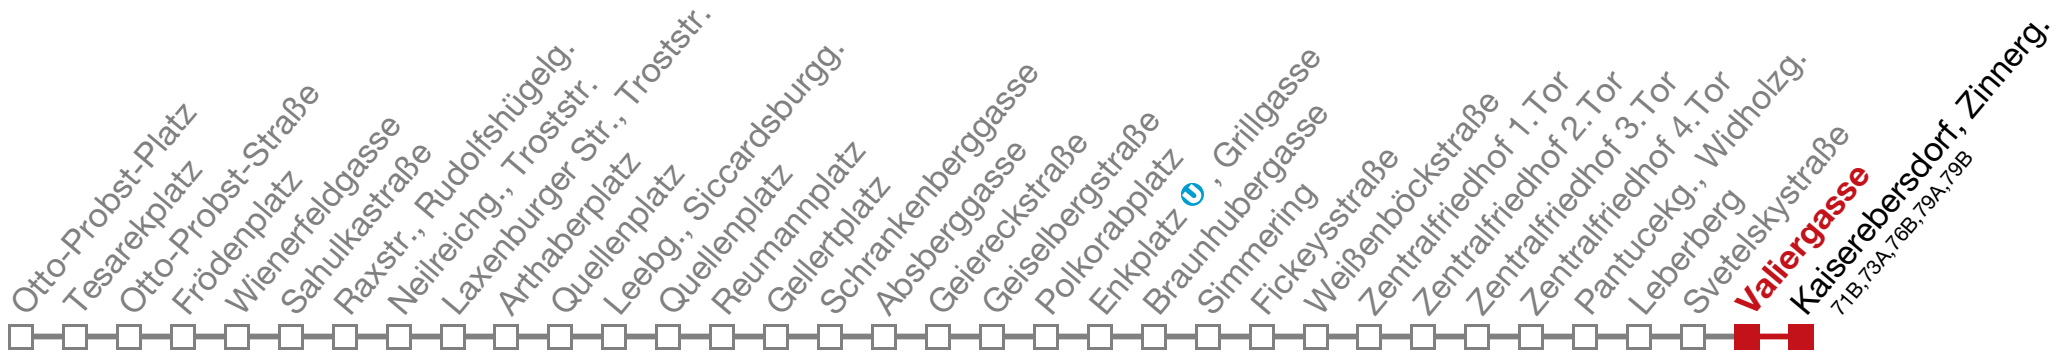 Otto-Probst-Platz
Tesarekplatz
Otto-Probst-Straße
Frödenplatz
Wienerfeldgasse
Sahulkastraße
Raxstr., Rudolfshügelg.
Neilreichg., Troststr.
Laxenburger Str., Troststr.
Arthaberplatz
Quellenplatz
Leebg., Siccardsburgg.
Quellenplatz
Reumannplatz
Gellertplatz
Schrankenberggasse
Absberggasse
Geiereckstraße
Geiselbergstraße
Polkorabplatz
Enkplatz U , Grillgasse
Braunhubergasse
Simmering
Fickeysstraße
Weißenböckstraße
Zentralfriedhof 1.Tor
Zentralfriedhof 2.Tor
Zentralfriedhof 3.Tor
Zentralfriedhof 4.Tor
Pantucekg., Widholzg.
Leberberg
Svetelskystraße
Valiergasse
Kaiserebersdorf, Zinnerg.
71B,73A,76B,79A,79B